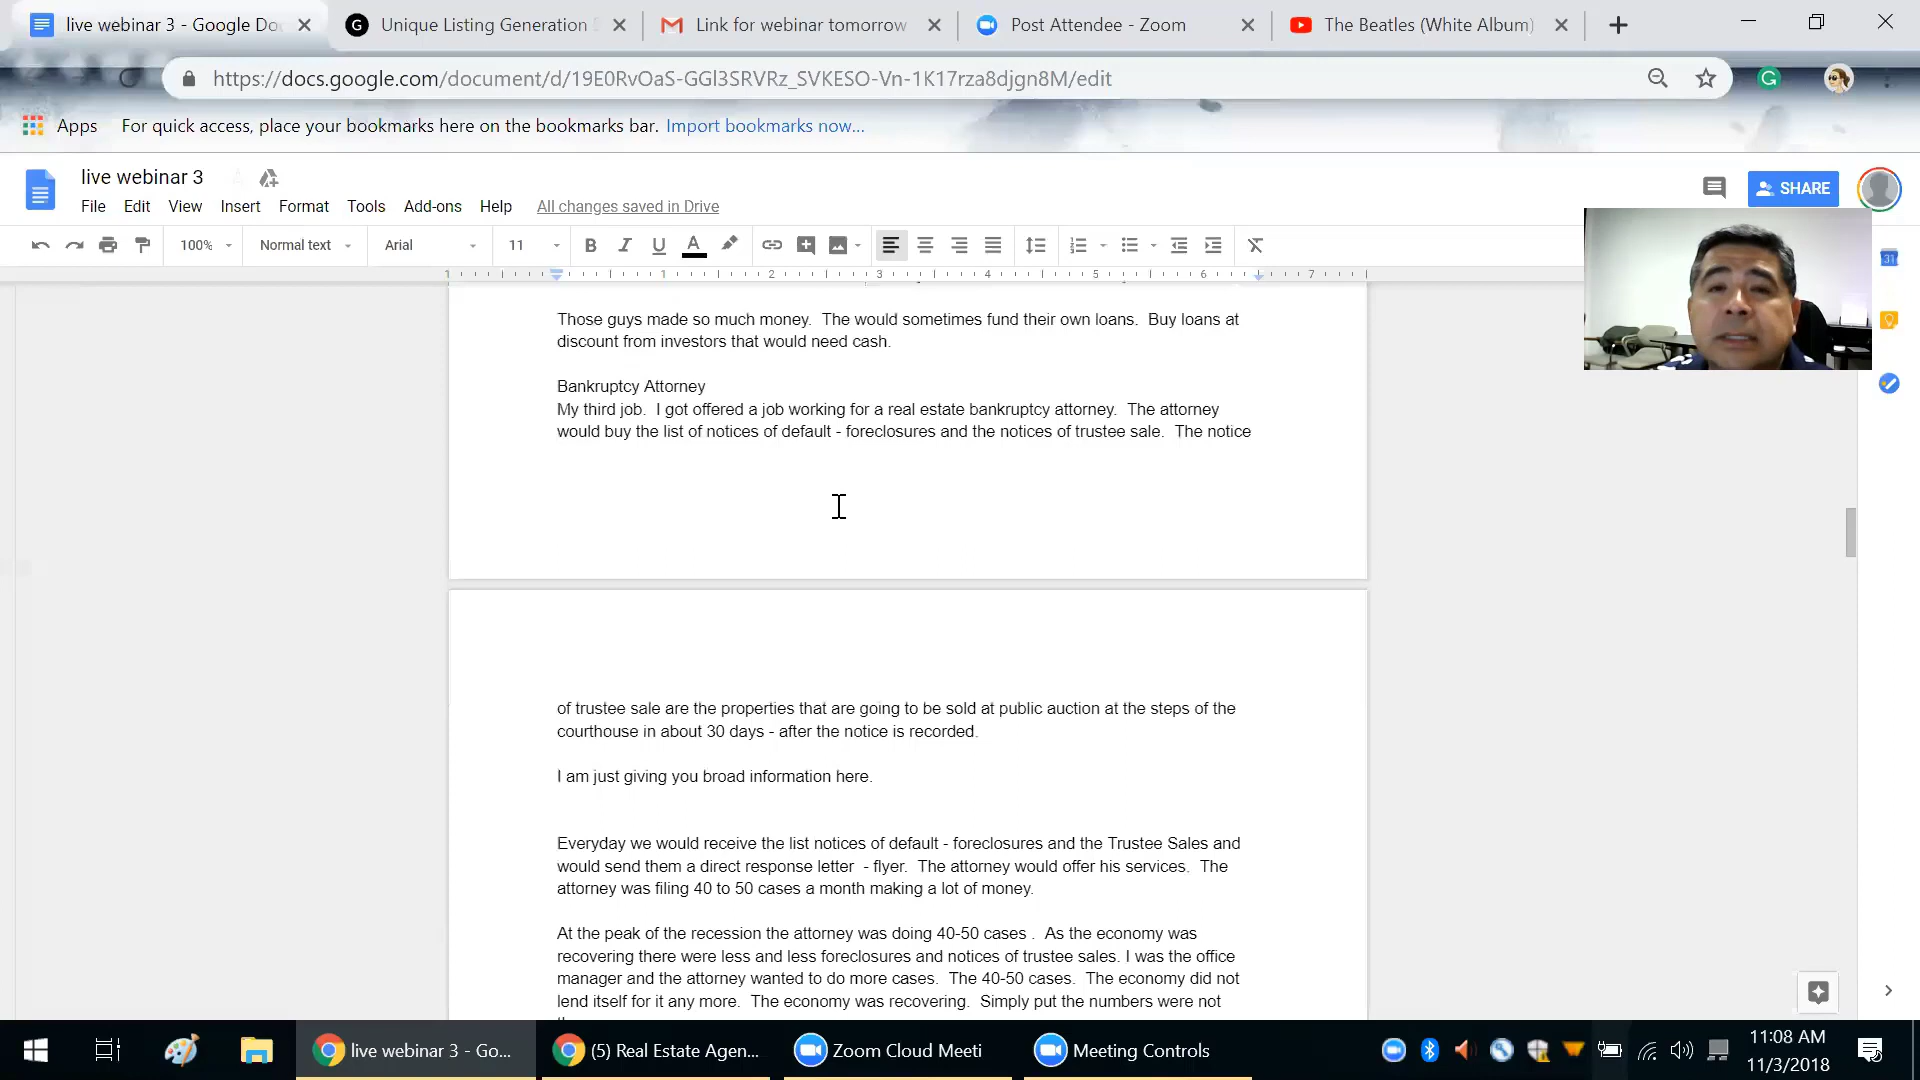 live webinar 3 - Google Do
Unique Listing Generation
Link for webinar tomorrow
Post Attendee - Zoom
The Beatles (White Album)
https://docs.google.com/document/d/19E0RvOaS-GGl3SRVRz_SVKESO-Vn-1K17rza8djgn8M/edit
Apps
For quick access, place your bookmarks here on the bookmarks bar. Import bookmarks now...
live webinar 3
SHARE
File Edit View Insert Format Tools Add-ons Help All changes saved in Drive
100% Normal text Arial 11
1 1 2 3 4 5 6 7
Those guys made so much money. The would sometimes fund their own loans. Buy loans at
discount from investors that would need cash.
Bankruptcy Attorney
My third job. I got offered a job working for a real estate bankruptcy attorney. The attorney
would buy the list of notices of default - foreclosures and the notices of trustee sale. The notice
of trustee sale are the properties that are going to be sold at public auction at the steps of the
courthouse in about 30 days - after the notice is recorded.
I am just giving you broad information here.
Everyday we would receive the list notices of default - foreclosures and the Trustee Sales and
would send them a direct response letter - flyer. The attorney would offer his services. The
attorney was filing 40 to 50 cases a month making a lot of money.
At the peak of the recession the attorney was doing 40-50 cases . As the economy was
recovering there were less and less foreclosures and notices of trustee sales. I was the office
manager and the attorney wanted to do more cases. The 40-50 cases. The economy did not
lend itself for it any more. The economy was recovering. Simply put the numbers were not
live webinar 3 - Go...
(5) Real Estate Agen...
Zoom Cloud Meeti
Meeting Controls
11:08 AM
11/3/2018